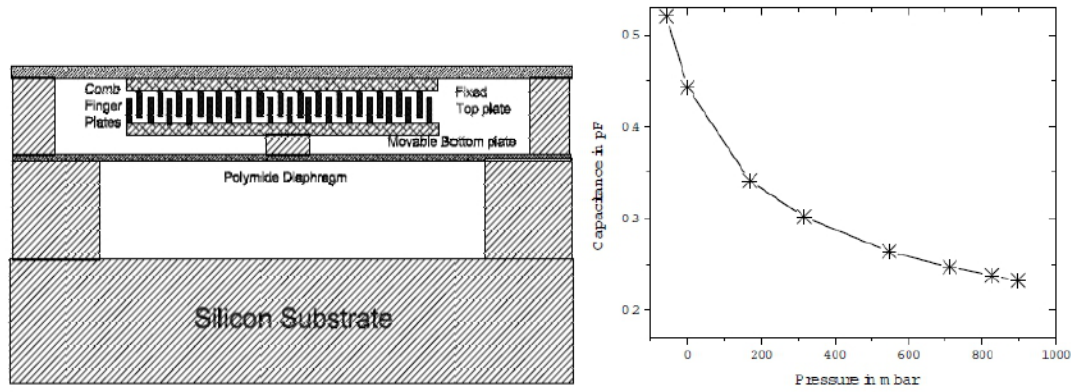 Comb
Finger
Plates
Fixed
Top plate
Movable Bottom plate
Polymide Diaphragm
Silicon Substrate
0.5
0.4
0.3
0.2
Capacitance in pF
0 200 400 600 800 1000
Pressure in mbar